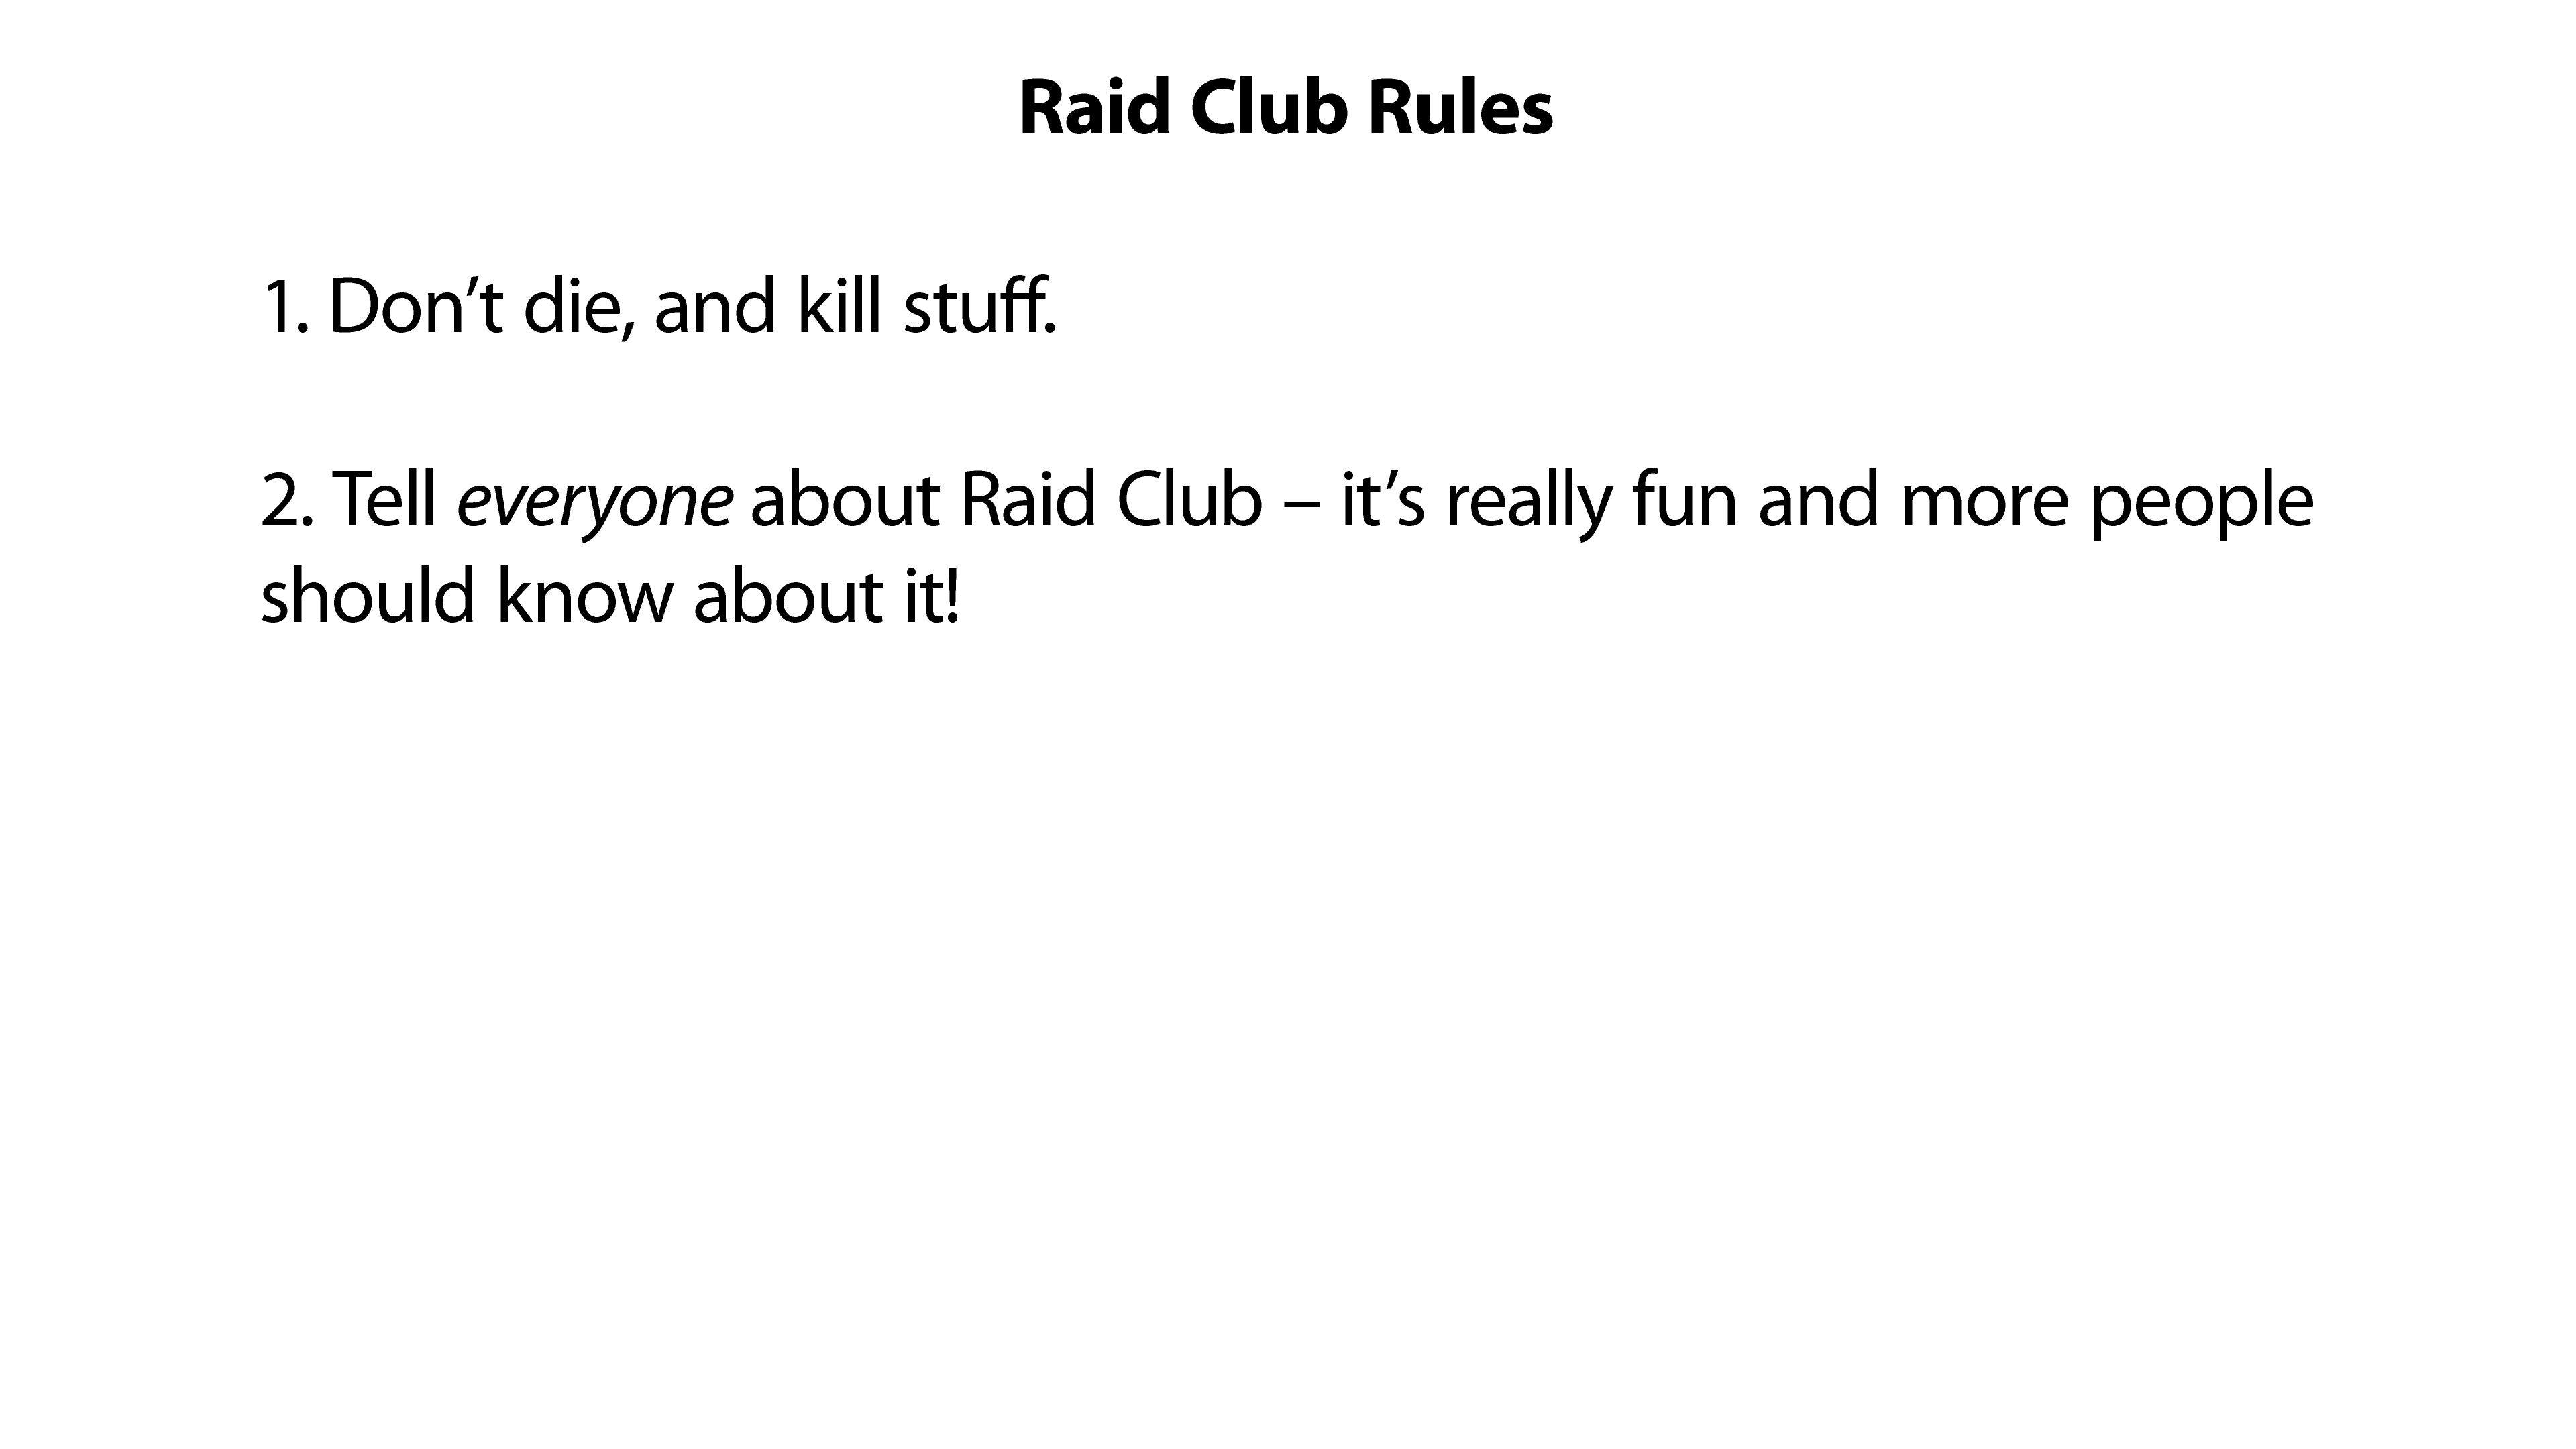 Raid Club Rules
1. Don’t die, and kill stuff.
2. Tell everyone about Raid Club – it’s really fun and more people
should know about it!